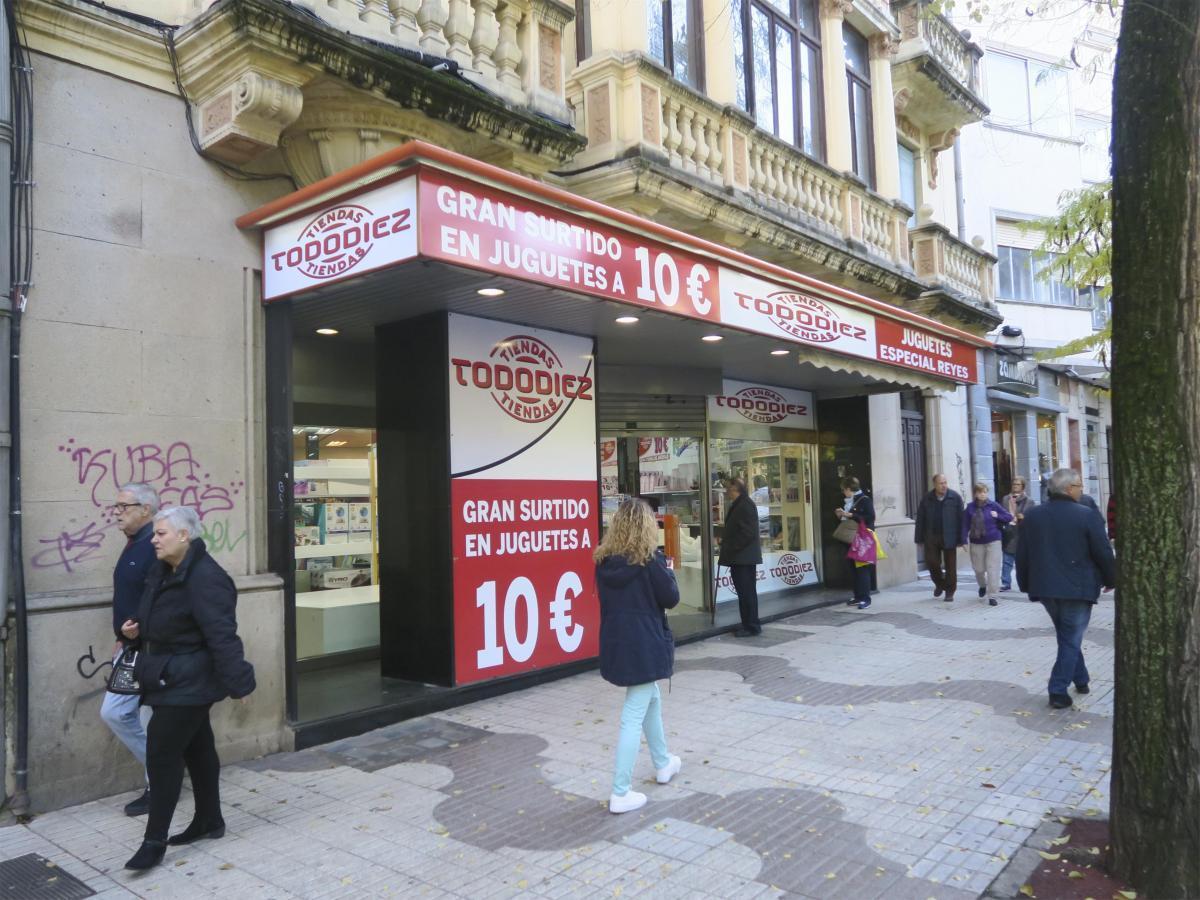 TIENDAS
TODODIEZ
TIENDAS
GRAN SURTIDO
EN JUGUETES A 10 €
TIENDAS
TODODIEZ
TIENDAS
JUGUETES
ESPECIAL REYES
TIENDAS
TODODIEZ
TIENDAS
GRAN SURTIDO
EN JUGUETES A
10 €
TIENDAS
TODODIEZ
TIENDAS
TODODIEZ
KUBA